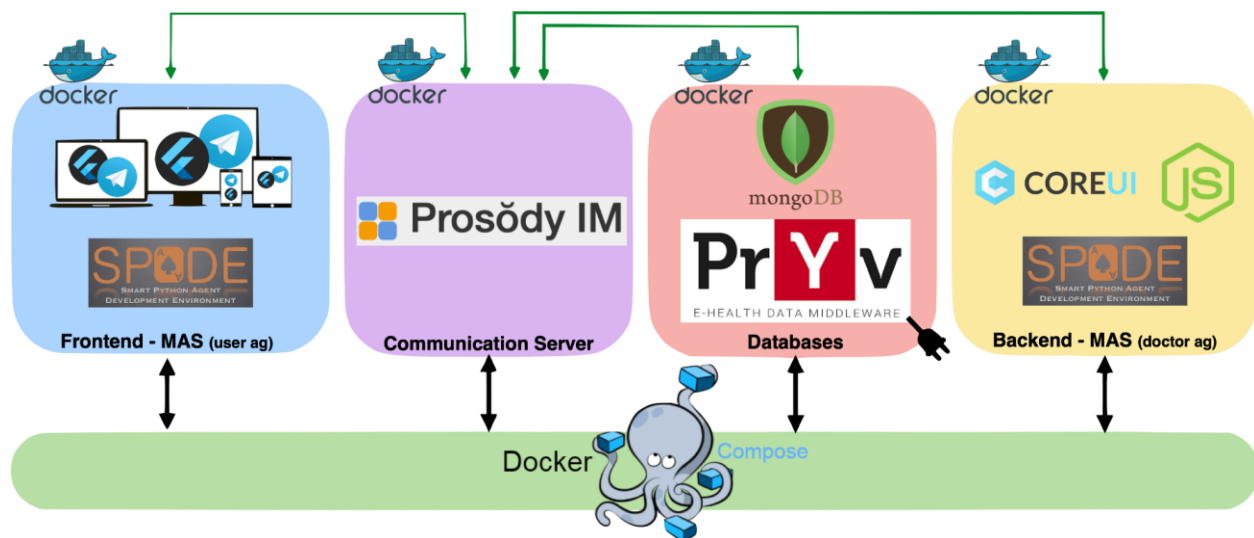 docker
docker
docker
docker
SPADE
SMART PYTHON AGENT
DEVELOPMENT ENVIRONMENT
Frontend - MAS (user ag)
Prosŏdy IM
Communication Server
mongoDB
PrYv
E-HEALTH DATA MIDDLEWARE
Databases
COREUI
JS
SPADE
SMART PYTHON AGENT
DEVELOPMENT ENVIRONMENT
Backend - MAS (doctor ag)
Docker
Compose